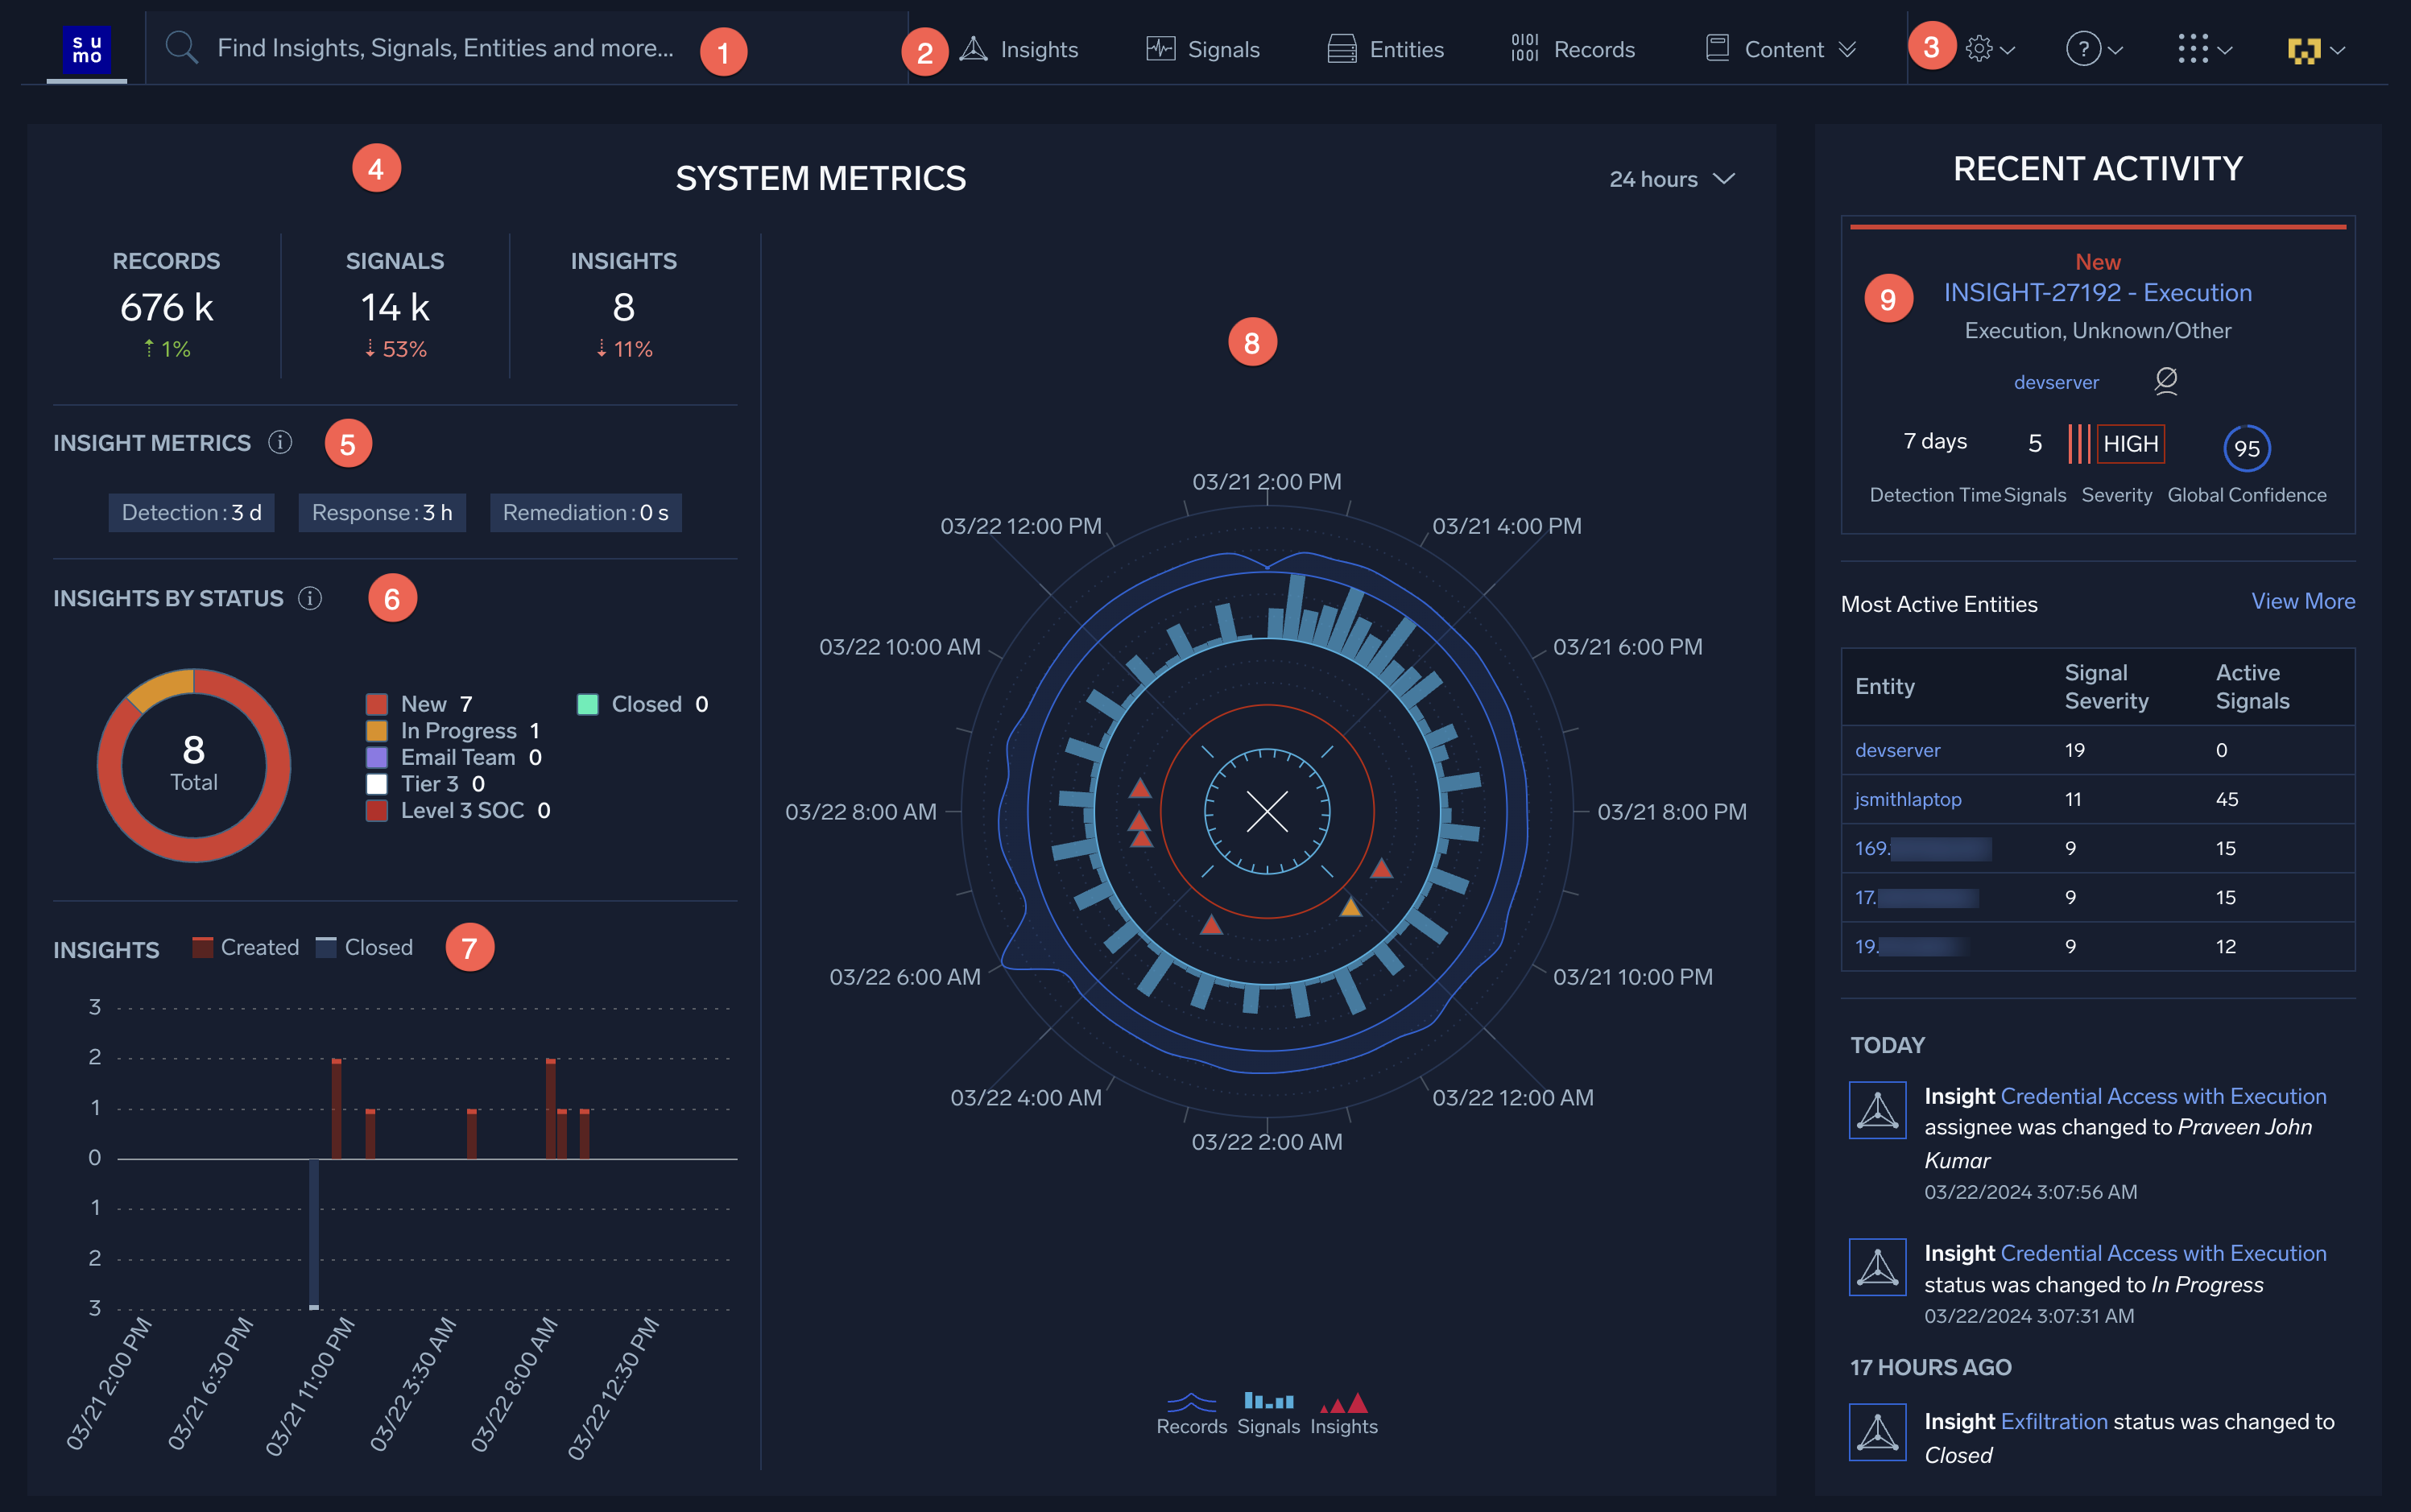 su
mo
Find Insights, Signals, Entities and more...
1
2
Insights
Signals
Entities
0101
1001
Records
Content
3
?
4
SYSTEM METRICS
24 hours
RECORDS
676 k
1%
SIGNALS
14 k
53%
INSIGHTS
8
11%
INSIGHT METRICS
i
5
Detection : 3 d
Response : 3 h
Remediation : 0 s
INSIGHTS BY STATUS
i
6
8
Total
New 7
In Progress 1
Email Team 0
Tier 3 0
Level 3 SOC 0
Closed 0
INSIGHTS
Created
Closed
7
3
2
1
0
1
2
3
03/21 2:00 PM
03/21 6:30 PM
03/21 11:00 PM
03/22 3:30 AM
03/22 8:00 AM
03/22 12:30 PM
8
03/21 2:00 PM
03/21 4:00 PM
03/21 6:00 PM
03/21 8:00 PM
03/21 10:00 PM
03/22 12:00 AM
03/22 2:00 AM
03/22 4:00 AM
03/22 6:00 AM
03/22 8:00 AM
03/22 10:00 AM
03/22 12:00 PM
Records
Signals
Insights
RECENT ACTIVITY
9
New
INSIGHT-27192 - Execution
Execution, Unknown/Other
devserver
7 days
5
HIGH
95
Detection Time
Signals
Severity
Global Confidence
Most Active Entities
View More
Entity
Signal
Severity
Active
Signals
devserver 19 0
jsmithlaptop 11 45
169. 9 15
17. 9 15
19. 9 12
TODAY
Insight Credential Access with Execution
assignee was changed to Praveen John
Kumar
03/22/2024 3:07:56 AM
Insight Credential Access with Execution
status was changed to In Progress
03/22/2024 3:07:31 AM
17 HOURS AGO
Insight Exfiltration status was changed to
Closed